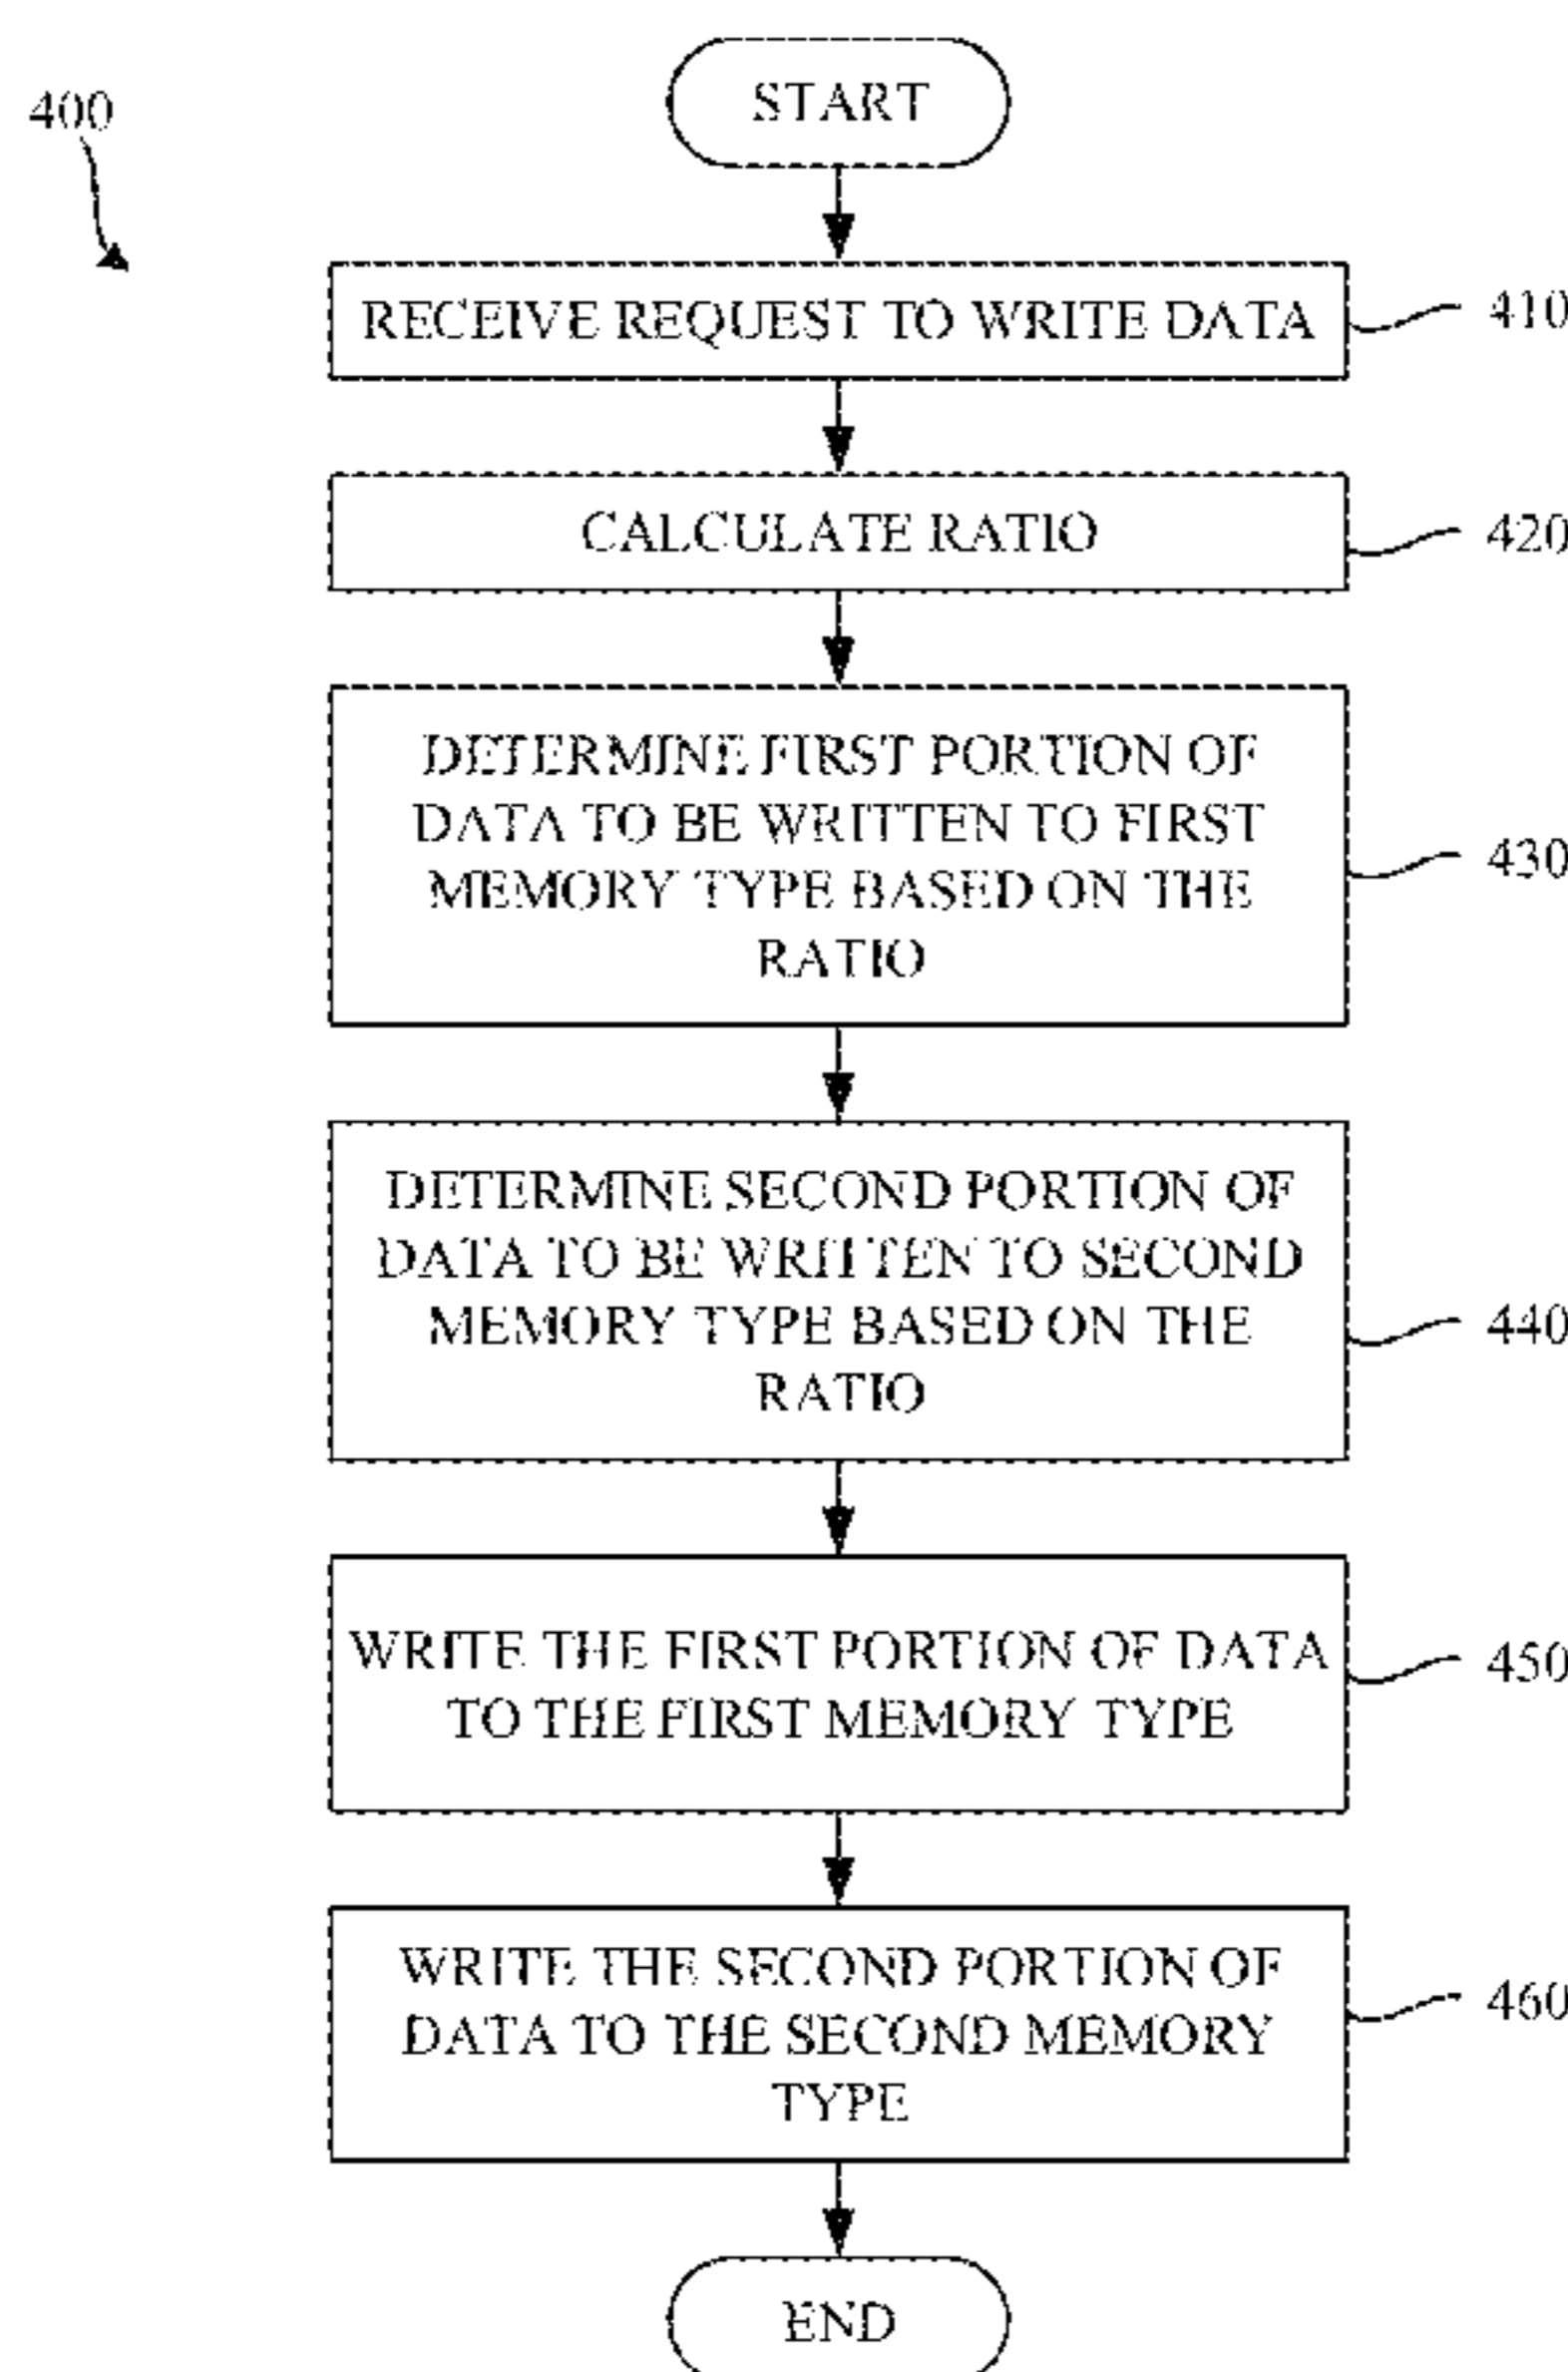 START
400
RECEIVE REQUEST TO WRITE DATA
410
CALCULATE RATIO
420
DETERMINE FIRST PORTION OF
DATA TO BE WRITTEN TO FIRST
MEMORY TYPE BASED ON THE
RATIO
430
DETERMINE SECOND PORTION OF
DATA TO BE WRITTEN TO SECOND
MEMORY TYPE BASED ON THE
RATIO
440
WRITE THE FIRST PORTION OF DATA
TO THE FIRST MEMORY TYPE
450
WRITE THE SECOND PORTION OF
DATA TO THE SECOND MEMORY
TYPE
460
END